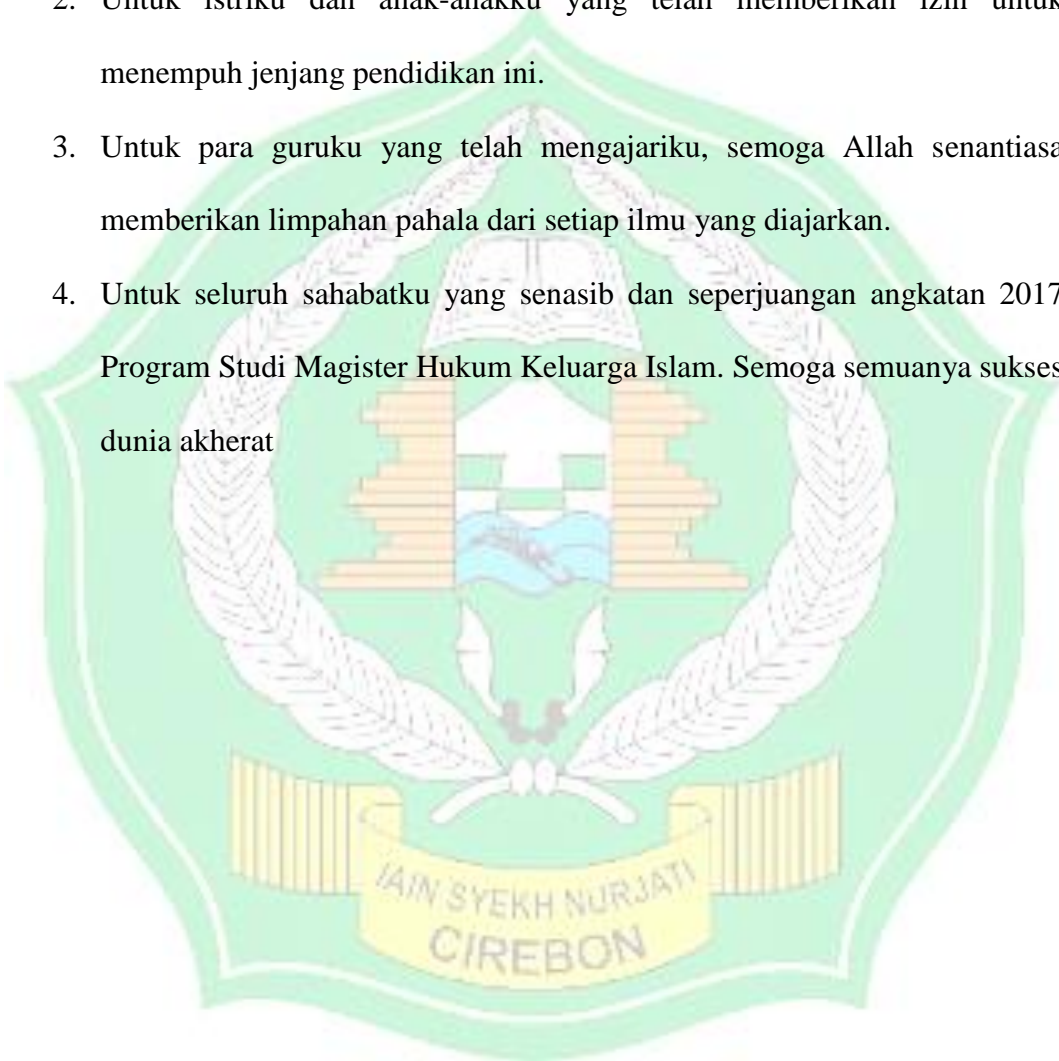 2. Untuk istriku dan anak-anakku yang telah memberikan izin untuk
menempuh jenjang pendidikan ini.
3. Untuk para guruku yang telah mengajariku, semoga Allah senantiasa
memberikan limpahan pahala dari setiap ilmu yang diajarkan.
4. Untuk seluruh sahabatku yang senasib dan seperjuangan angkatan 2017
Program Studi Magister Hukum Keluarga Islam. Semoga semuanya sukses
dunia akherat
IAIN SYEKH NURJATI
CIREBON